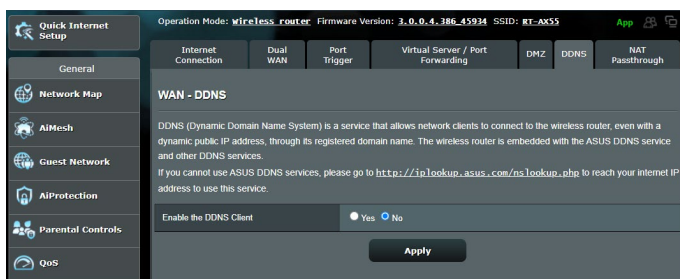 Quick Internet
Setup
General
Network Map
AiMesh
Guest Network
AiProtection
Parental Controls
QoS
Operation Mode: Wireless router Firmware Version: 3.0.0.4.386_45934 SSID: RT-AX55
App
Internet
Connection
Dual
WAN
Port
Trigger
Virtual Server / Port
Forwarding
DMZ
DDNS
NAT
Passthrough
WAN - DDNS
DDNS (Dynamic Domain Name System) is a service that allows network clients to connect to the wireless router, even with a
dynamic public IP address, through its registered domain name. The wireless router is embedded with the ASUS DDNS service
and other DDNS services.
If you cannot use ASUS DDNS services, please go to http://iplookup.asus.com/nslookup.php to reach your internet IP
address to use this service.
Enable the DDNS Client
Yes No
Apply